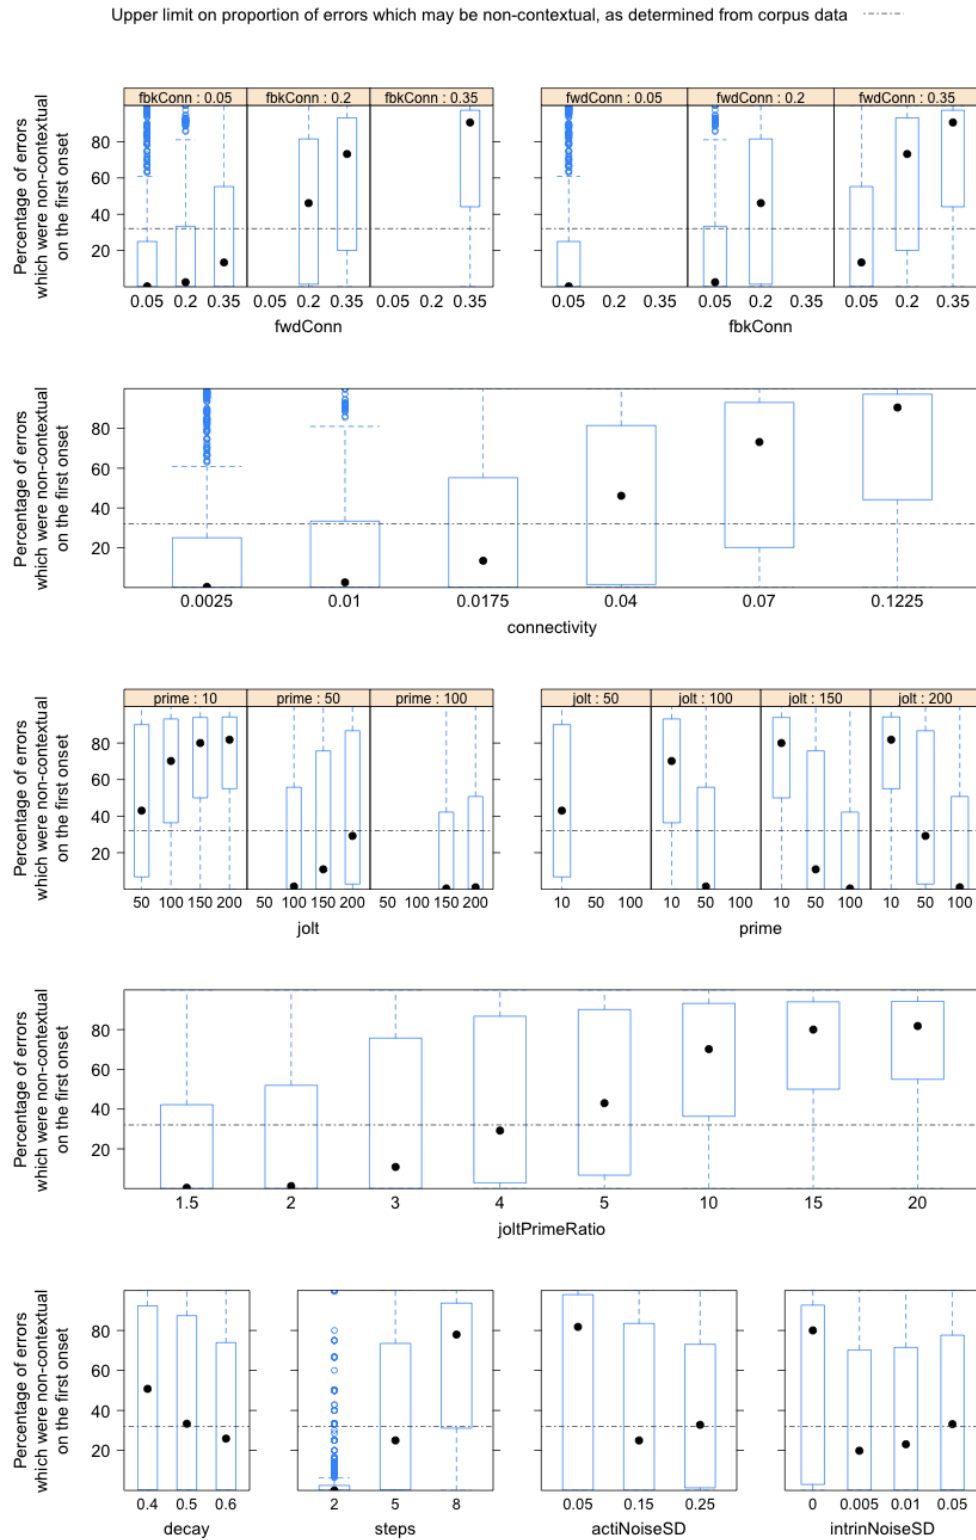 Upper limit on proportion of errors which may be non-contextual, as determined from corpus data
fbkConn : 0.05 fbkConn : 0.2 fbkConn : 0.35
Percentage of errors
which were non-contextual
on the first onset
80
60
40
20
0.05 0.2 0.35 0.05 0.2 0.35 0.05 0.2 0.35
fwdConn
fwdConn : 0.05 fwdConn : 0.2 fwdConn : 0.35
0.05 0.2 0.35 0.05 0.2 0.35 0.05 0.2 0.35
fbkConn
Percentage of errors
which were non-contextual
on the first onset
80
60
40
20
0.0025 0.01 0.0175 0.04 0.07 0.1225
connectivity
prime : 10 prime : 50 prime : 100
Percentage of errors
which were non-contextual
on the first onset
80
60
40
20
50 100 150 200 50 100 150 200 50 100 150 200
jolt
jolt : 50 jolt : 100 jolt : 150 jolt : 200
10 50 100 10 50 100 10 50 100 10 50 100
prime
Percentage of errors
which were non-contextual
on the first onset
80
60
40
20
1.5 2 3 4 5 10 15 20
joltPrimeRatio
Percentage of errors
which were non-contextual
on the first onset
80
60
40
20
0.4 0.5 0.6
decay
2 5 8
steps
0.05 0.15 0.25
actiNoiseSD
0 0.005 0.01 0.05
intrinNoiseSD